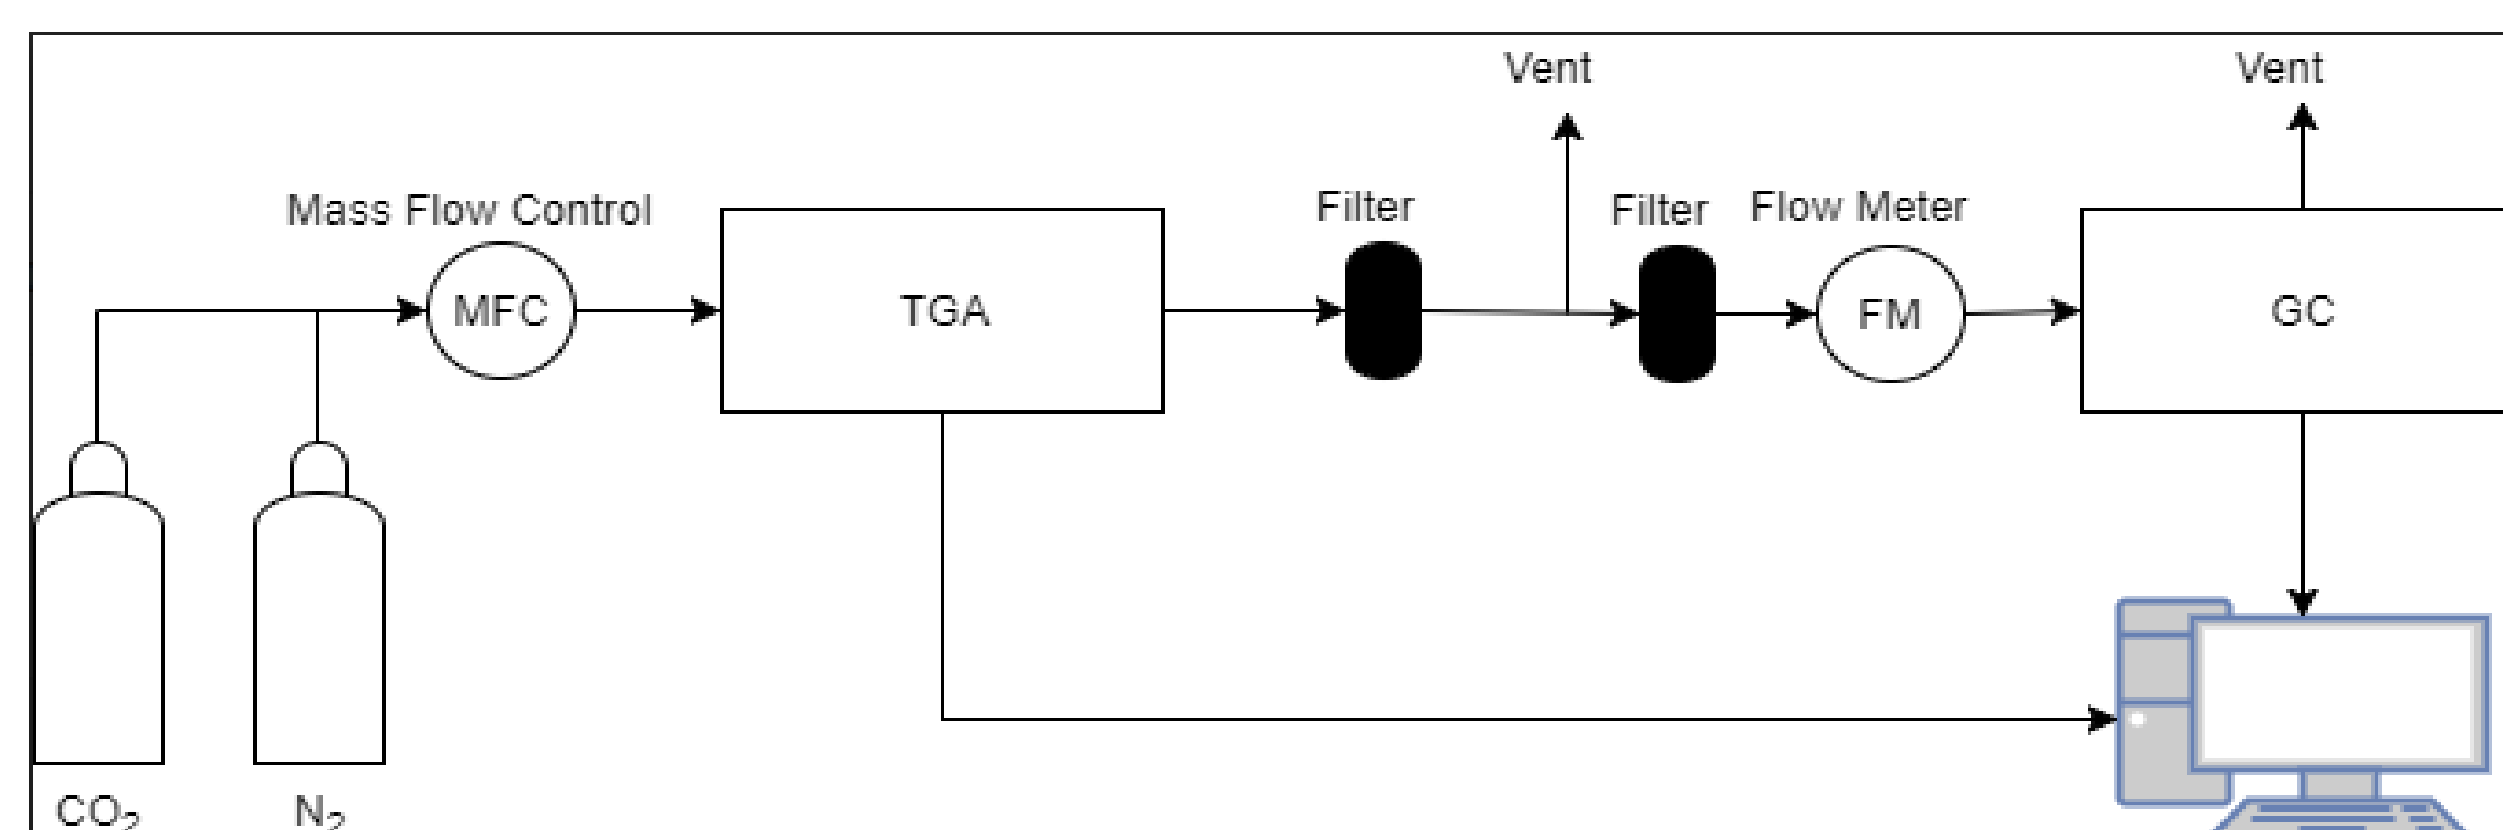 Vent
Vent
Mass Flow Control
Filter
Filter
Flow Meter
MFC
TGA
FM
GC
CO₂
N₂